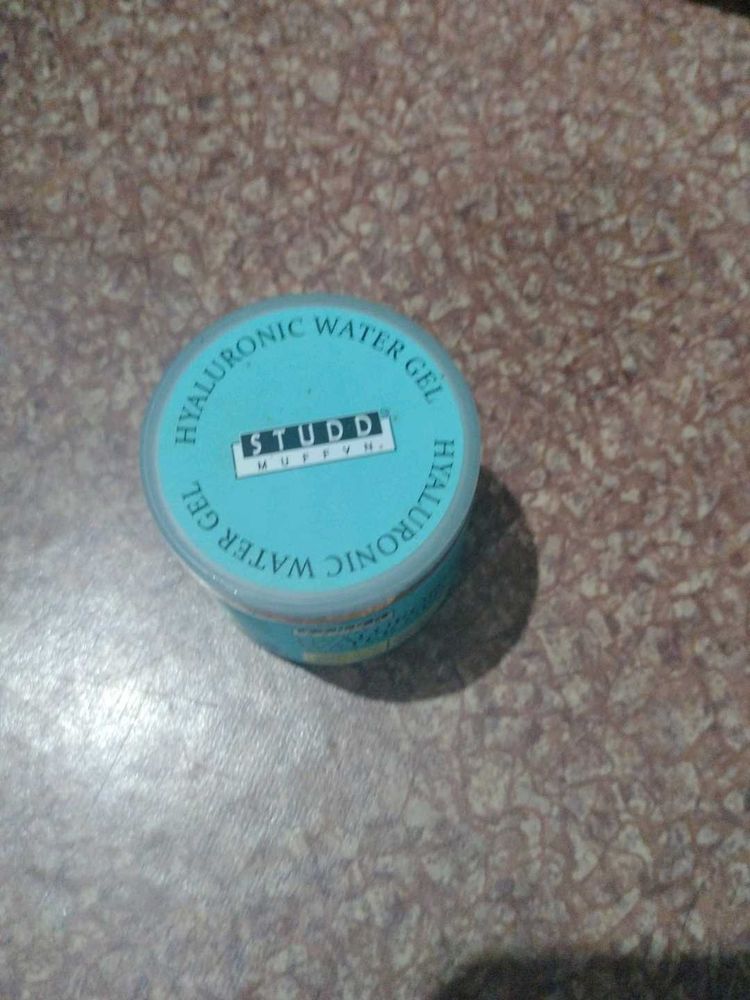 HYALURONIC WATER GEL
STUDD®
MUFFYN
HYALURONIC WATER GEL